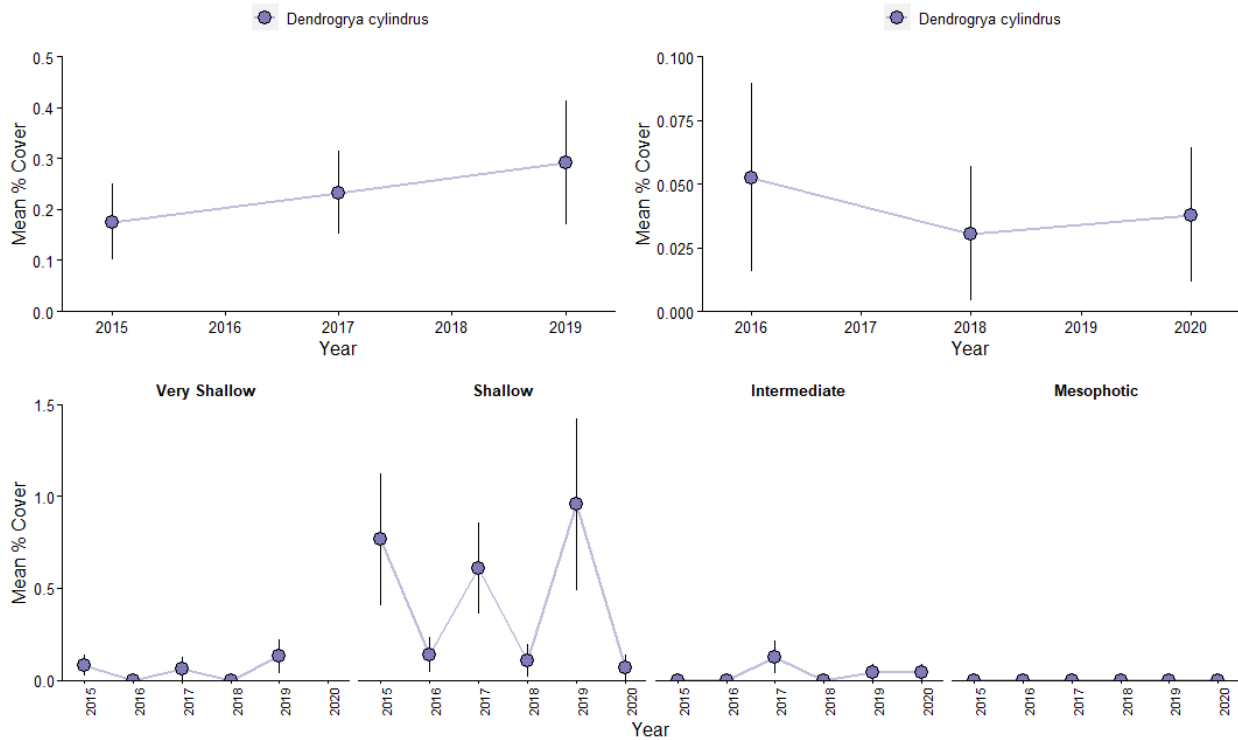 Dendrogrya cylindrus
0.5
0.4
0.3
0.2
0.1
0.0
Mean % Cover
2015 2016 2017 2018 2019
Year
Dendrogrya cylindrus
0.100
0.075
0.050
0.025
0.000
Mean % Cover
2016 2017 2018 2019 2020
Year
Very Shallow
Shallow
Intermediate
Mesophotic
1.5
1.0
0.5
0.0
Mean % Cover
2015 2016 2017 2018 2019 2020
2015 2016 2017 2018 2019 2020
2015 2016 2017 2018 2019 2020
2015 2016 2017 2018 2019 2020
Year